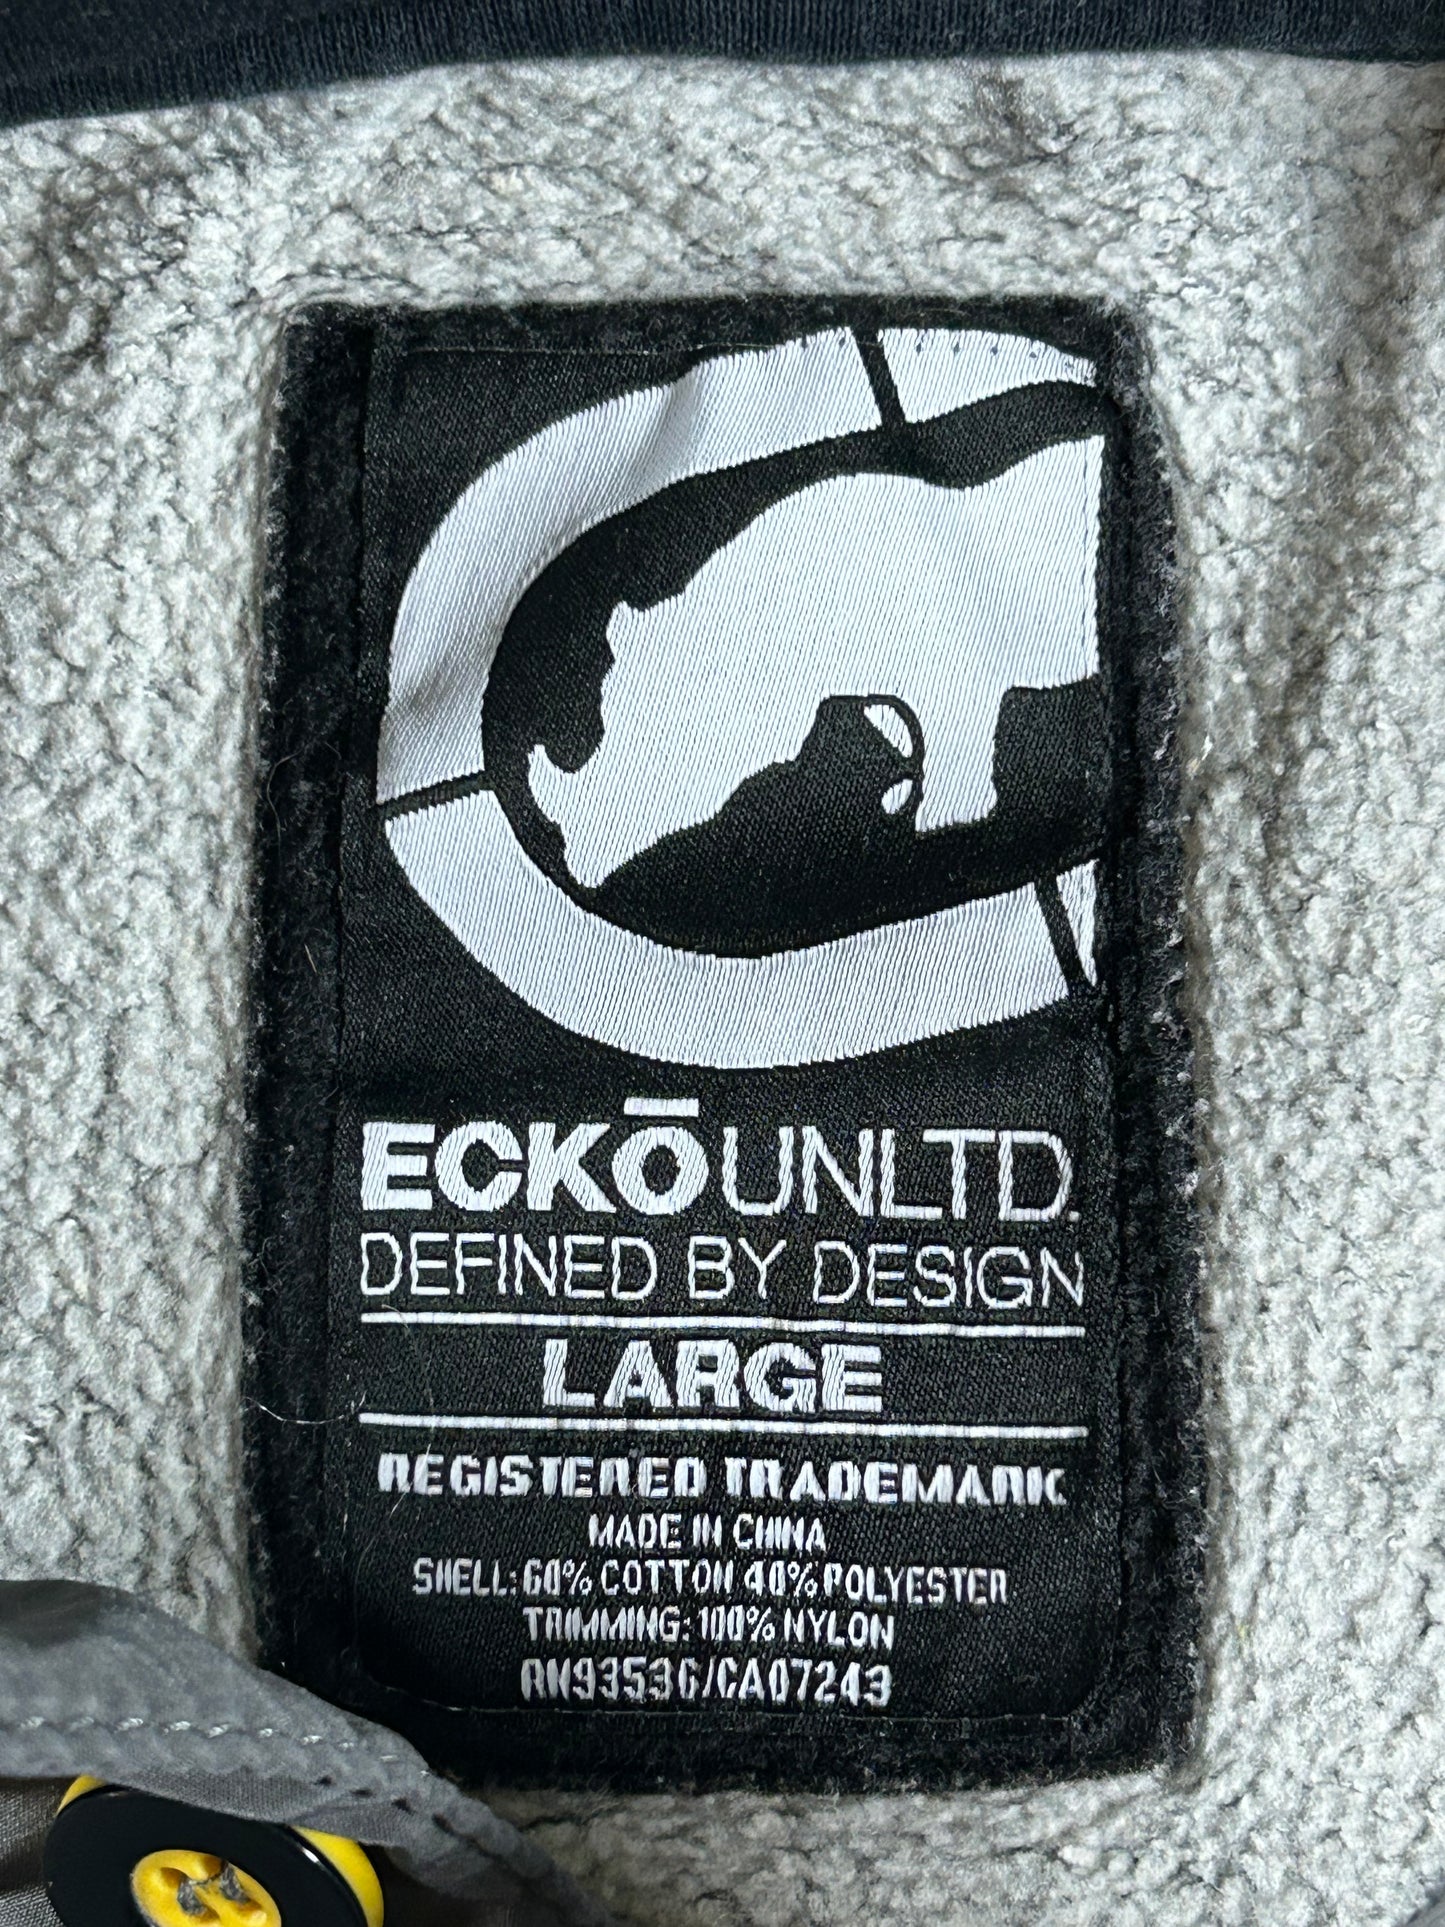 ECKŌUNLTD.
DEFINED BY DESIGN
LARGE
REGISTERED TRADEMARK
MADE IN CHINA
SHELL: 60% COTTON 40% POLYESTER
TRIMMING: 100% NYLON
RN93536/CA07243